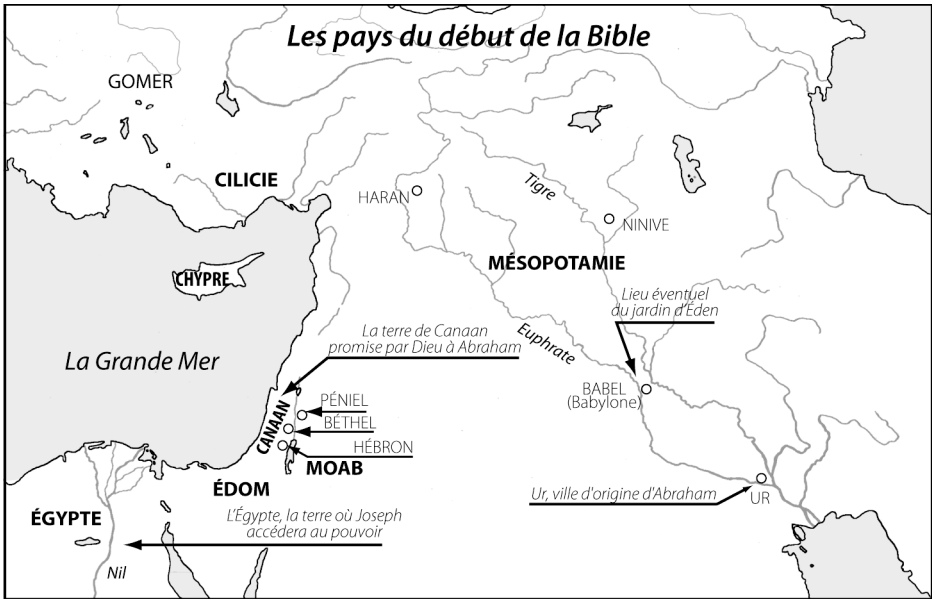 Les pays du début de la Bible
GOMER
CILICIE
HARAN
Tigre
NINIVE
MÉSOPOTAMIE
CHYPRE
Lieu éventuel
du jardin d'Éden
La terre de Canaan
promise par Dieu à Abraham
Euphrate
La Grande Mer
BABEL
(Babylone)
PÉNIEL
CANAAN
BÉTHEL
HÉBRON
MOAB
ÉDOM
Ur, ville d'origine d'Abraham
UR
ÉGYPTE
L'Égypte, la terre où Joseph
accédera au pouvoir
Nil